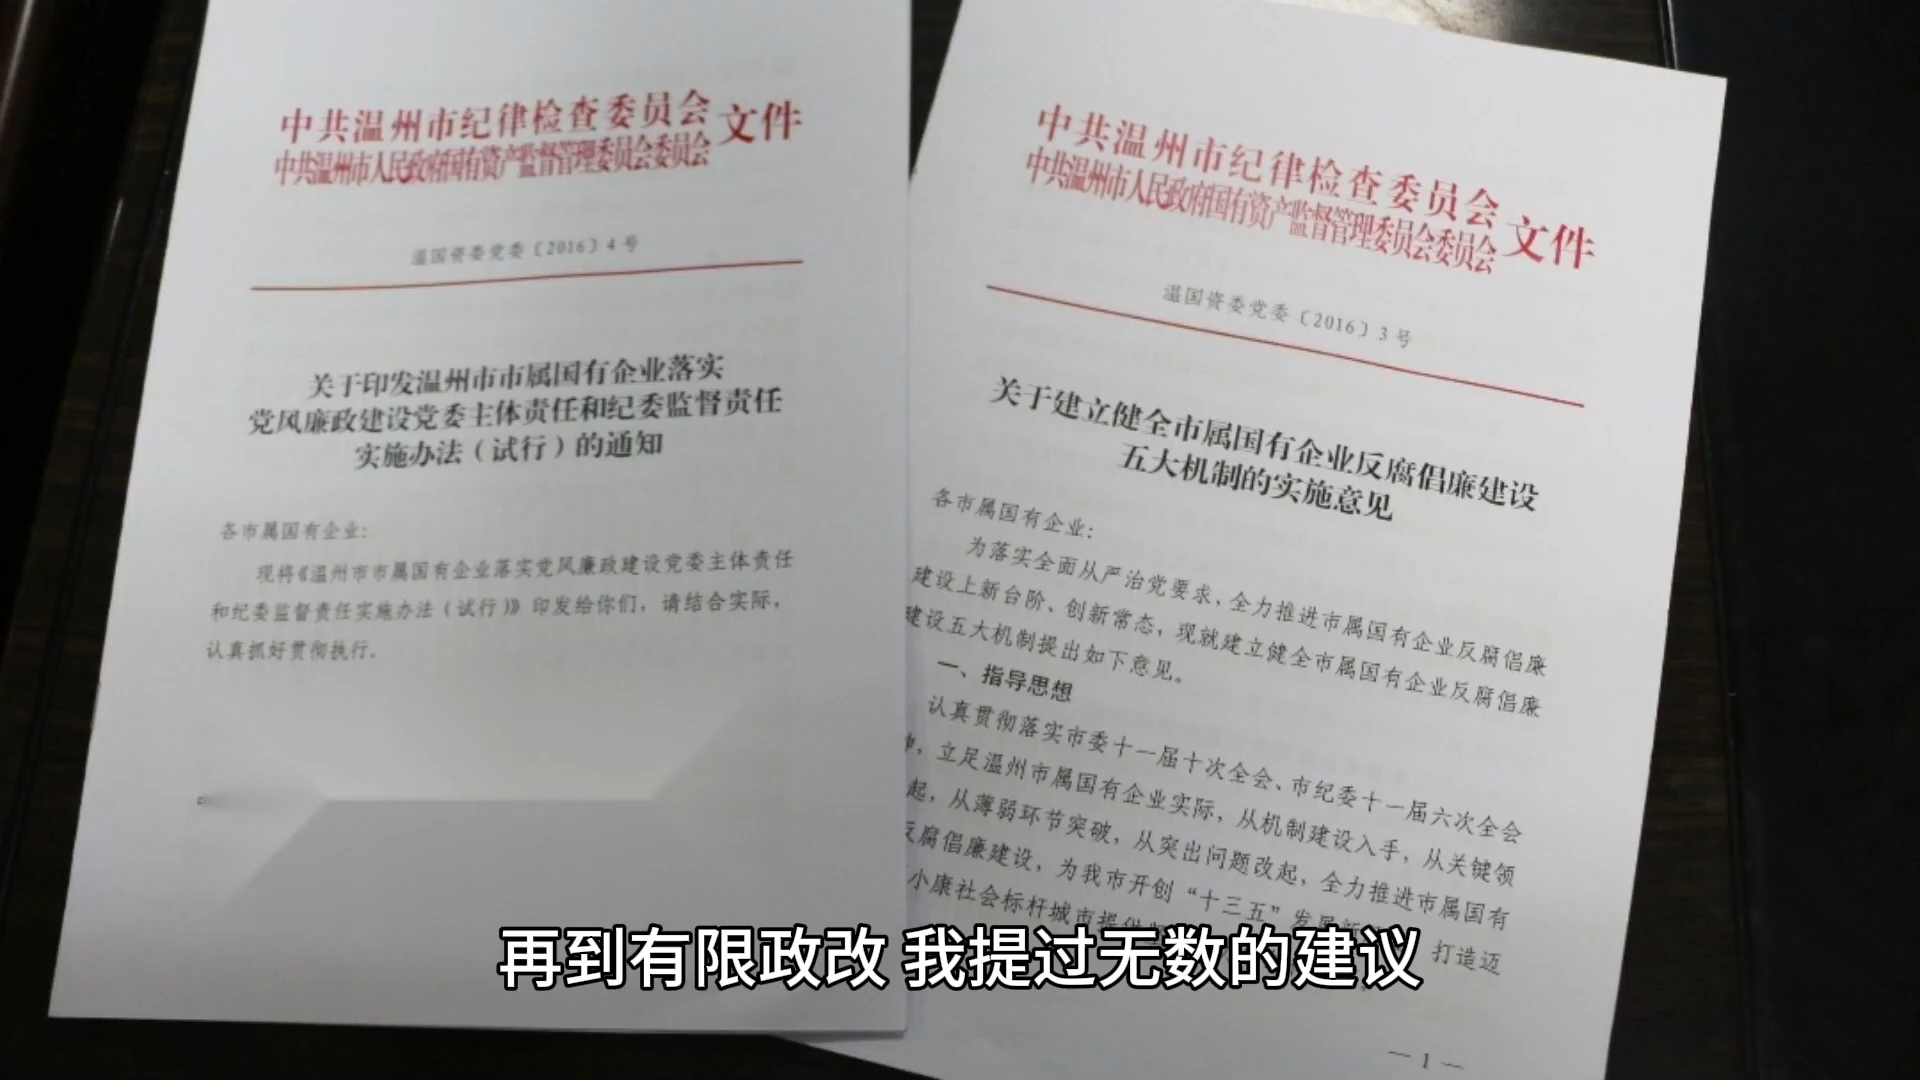 中共温州市纪律检查委员会
中共温州市人民政府国有资产监督管理委员会委员会
文件
温国资委党委〔2016〕4号
关于印发温州市市属国有企业落实
党风廉政建设党委主体责任和纪委监督责任
实施办法（试行）的通知
各市属国有企业：
现将《温州市市属国有企业落实党风廉政建设党委主体责任
和纪委监督责任实施办法（试行）》印发给你们，请结合实际，
认真抓好贯彻执行。
中共温州市纪律检查委员会
中共温州市人民政府国有资产监督管理委员会委员会
文件
温国资委党委〔2016〕3号
关于建立健全市属国有企业反腐倡廉建设
五大机制的实施意见
各市属国有企业：
为落实全面从严治党要求，全力推进市属国有企业反腐倡廉
建设上新台阶、创新常态，现就建立健全市属国有企业反腐倡廉
建设五大机制提出如下意见。
一、指导思想
认真贯彻落实市委十一届十次全会、市纪委十一届六次全会
，立足温州市属国有企业实际，从机制建设入手，从关键领
起，从薄弱环节突破，从突出问题改起，全力推进市属国有
反腐倡廉建设，为我市开创“十三五”发展新 打造迈
小康社会标杆城市提供
— 1 —
再到有限政改 我提过无数的建议